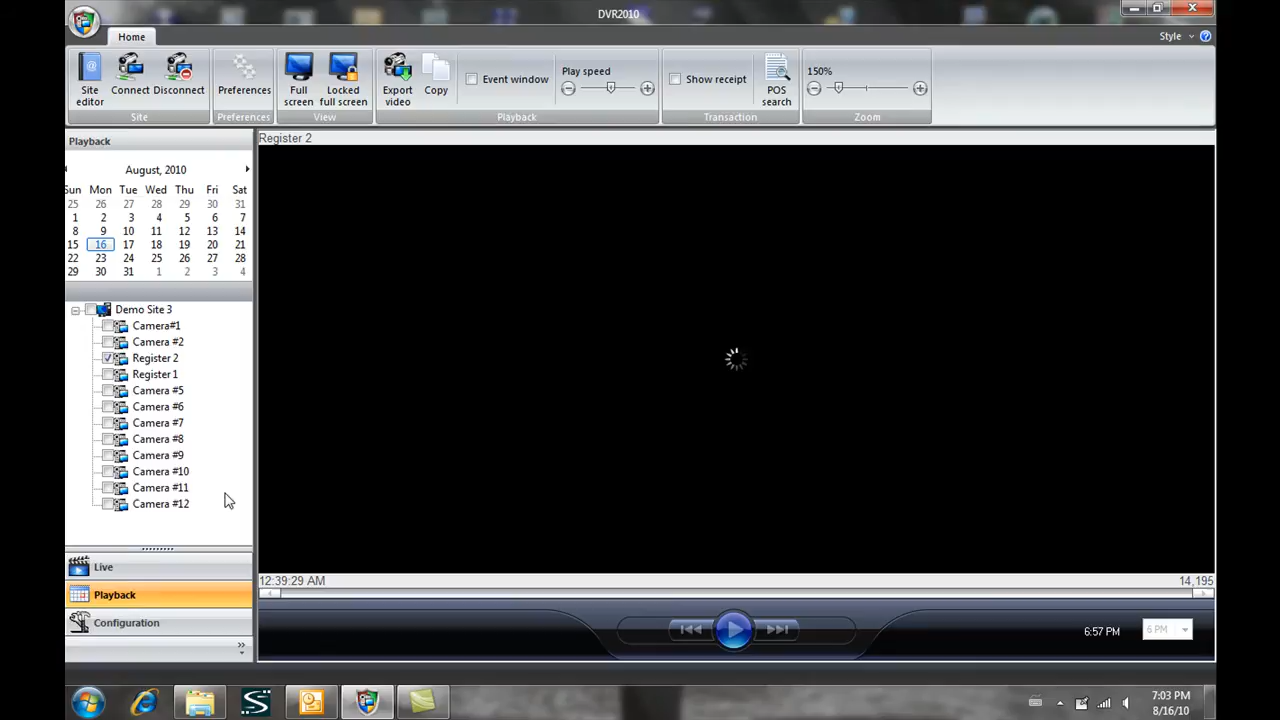 DVR2010
Home
Style
Site editor
Connect
Disconnect
Preferences
Full screen
Locked full screen
Export video
Copy
Event window
Play speed
Show receipt
POS search
150%
Site
Preferences
View
Playback
Transaction
Zoom
Playback
Register 2
August, 2010
Sun Mon Tue Wed Thu Fri Sat
25 26 27 28 29 30 31
1 2 3 4 5 6 7
8 9 10 11 12 13 14
15 16 17 18 19 20 21
22 23 24 25 26 27 28
29 30 31 1 2 3 4
Demo Site 3
Camera#1
Camera #2
Register 2
Register 1
Camera #5
Camera #6
Camera #7
Camera #8
Camera #9
Camera #10
Camera #11
Camera #12
Live
Playback
Configuration
12:39:29 AM
14,195
6:57 PM
6 PM
7:03 PM
8/16/10